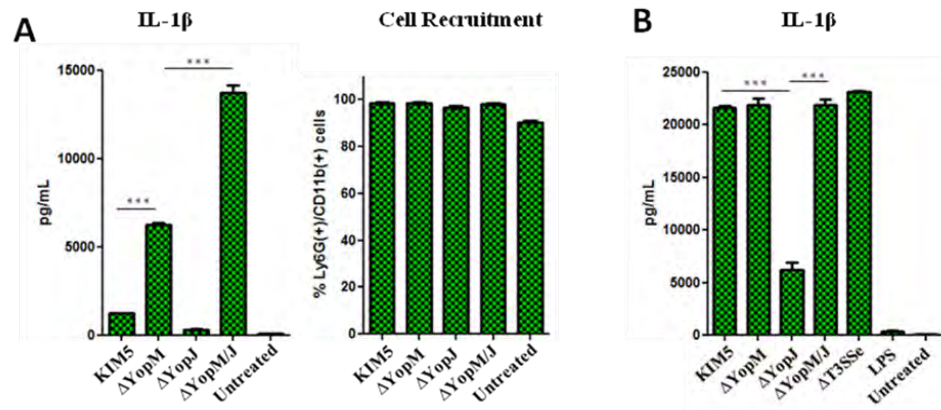 A
IL-1β
pg/mL
15000
10000
5000
0
***
***
KIM5
ΔYopM
ΔYopJ
ΔYopM/J
Untreated
Cell Recruitment
% Ly6G(+)/CD11b(+) cells
100
80
60
40
20
0
KIM5
ΔYopM
ΔYopJ
ΔYopM/J
Untreated
B
IL-1β
pg/mL
25000
20000
15000
10000
5000
0
***
***
KIM5
ΔYopM
ΔYopJ
ΔYopM/J
ΔT3SSe
LPS
Untreated